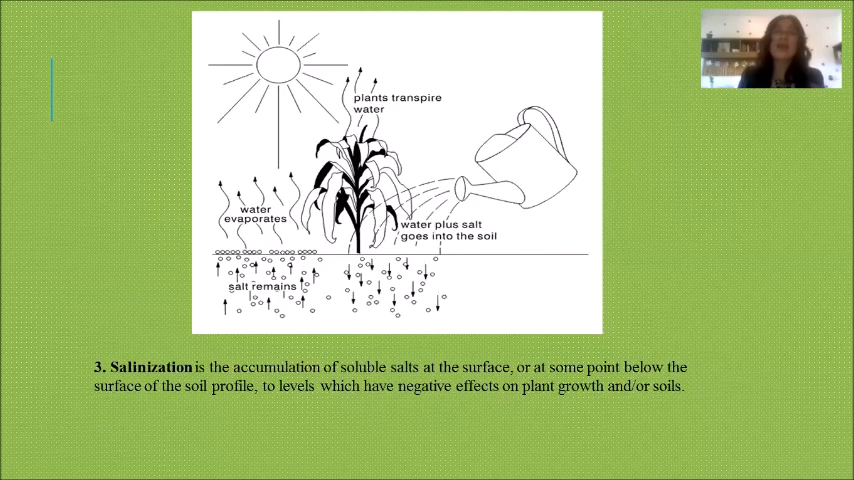 plants transpire
water
water
evaporates
water plus salt
goes into the soil
salt remains
3. Salinization is the accumulation of soluble salts at the surface, or at some point below the
surface of the soil profile, to levels which have negative effects on plant growth and/or soils.